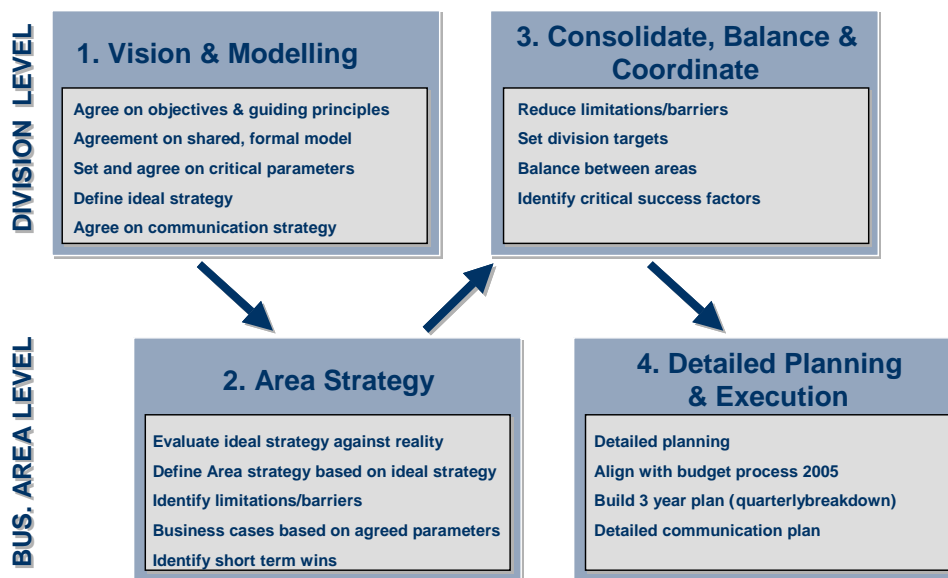 DIVISION LEVEL
1. Vision & Modelling
Agree on objectives & guiding principles
Agreement on shared, formal model
Set and agree on critical parameters
Define ideal strategy
Agree on communication strategy
3. Consolidate, Balance &
Coordinate
Reduce limitations/barriers
Set division targets
Balance between areas
Identify critical success factors
BUS. AREA LEVEL
2. Area Strategy
Evaluate ideal strategy against reality
Define Area strategy based on ideal strategy
Identify limitations/barriers
Business cases based on agreed parameters
Identify short term wins
4. Detailed Planning
& Execution
Detailed planning
Align with budget process 2005
Build 3 year plan (quarterlybreakdown)
Detailed communication plan